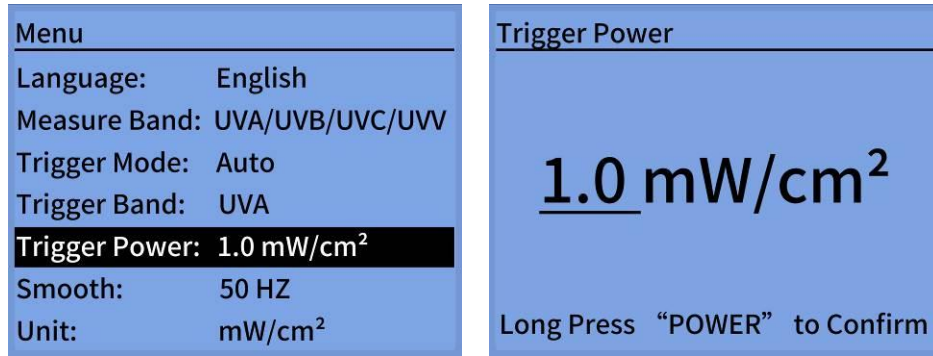 Menu
Language: English
Measure Band: UVA/UVB/UVC/UVV
Trigger Mode: Auto
Trigger Band: UVA
Trigger Power: 1.0 mW/cm²
Smooth: 50 HZ
Unit: mW/cm²
Trigger Power
1.0 mW/cm²
Long Press “POWER” to Confirm